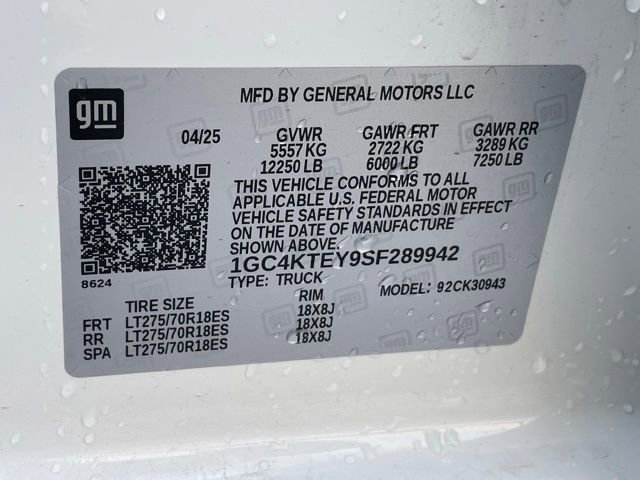 gm
MFD BY GENERAL MOTORS LLC
04/25 GVWR GAWR FRT GAWR RR
5557 KG 2722 KG 3289 KG
12250 LB 6000 LB 7250 LB
THIS VEHICLE CONFORMS TO ALL
APPLICABLE U.S. FEDERAL MOTOR
VEHICLE SAFETY STANDARDS IN EFFECT
ON THE DATE OF MANUFACTURE
SHOWN ABOVE.
1GC4KTEY9SF289942
8624
TYPE: TRUCK MODEL: 92CK30943
TIRE SIZE RIM
FRT LT275/70R18ES 18X8J
RR LT275/70R18ES 18X8J
SPA LT275/70R18ES 18X8J